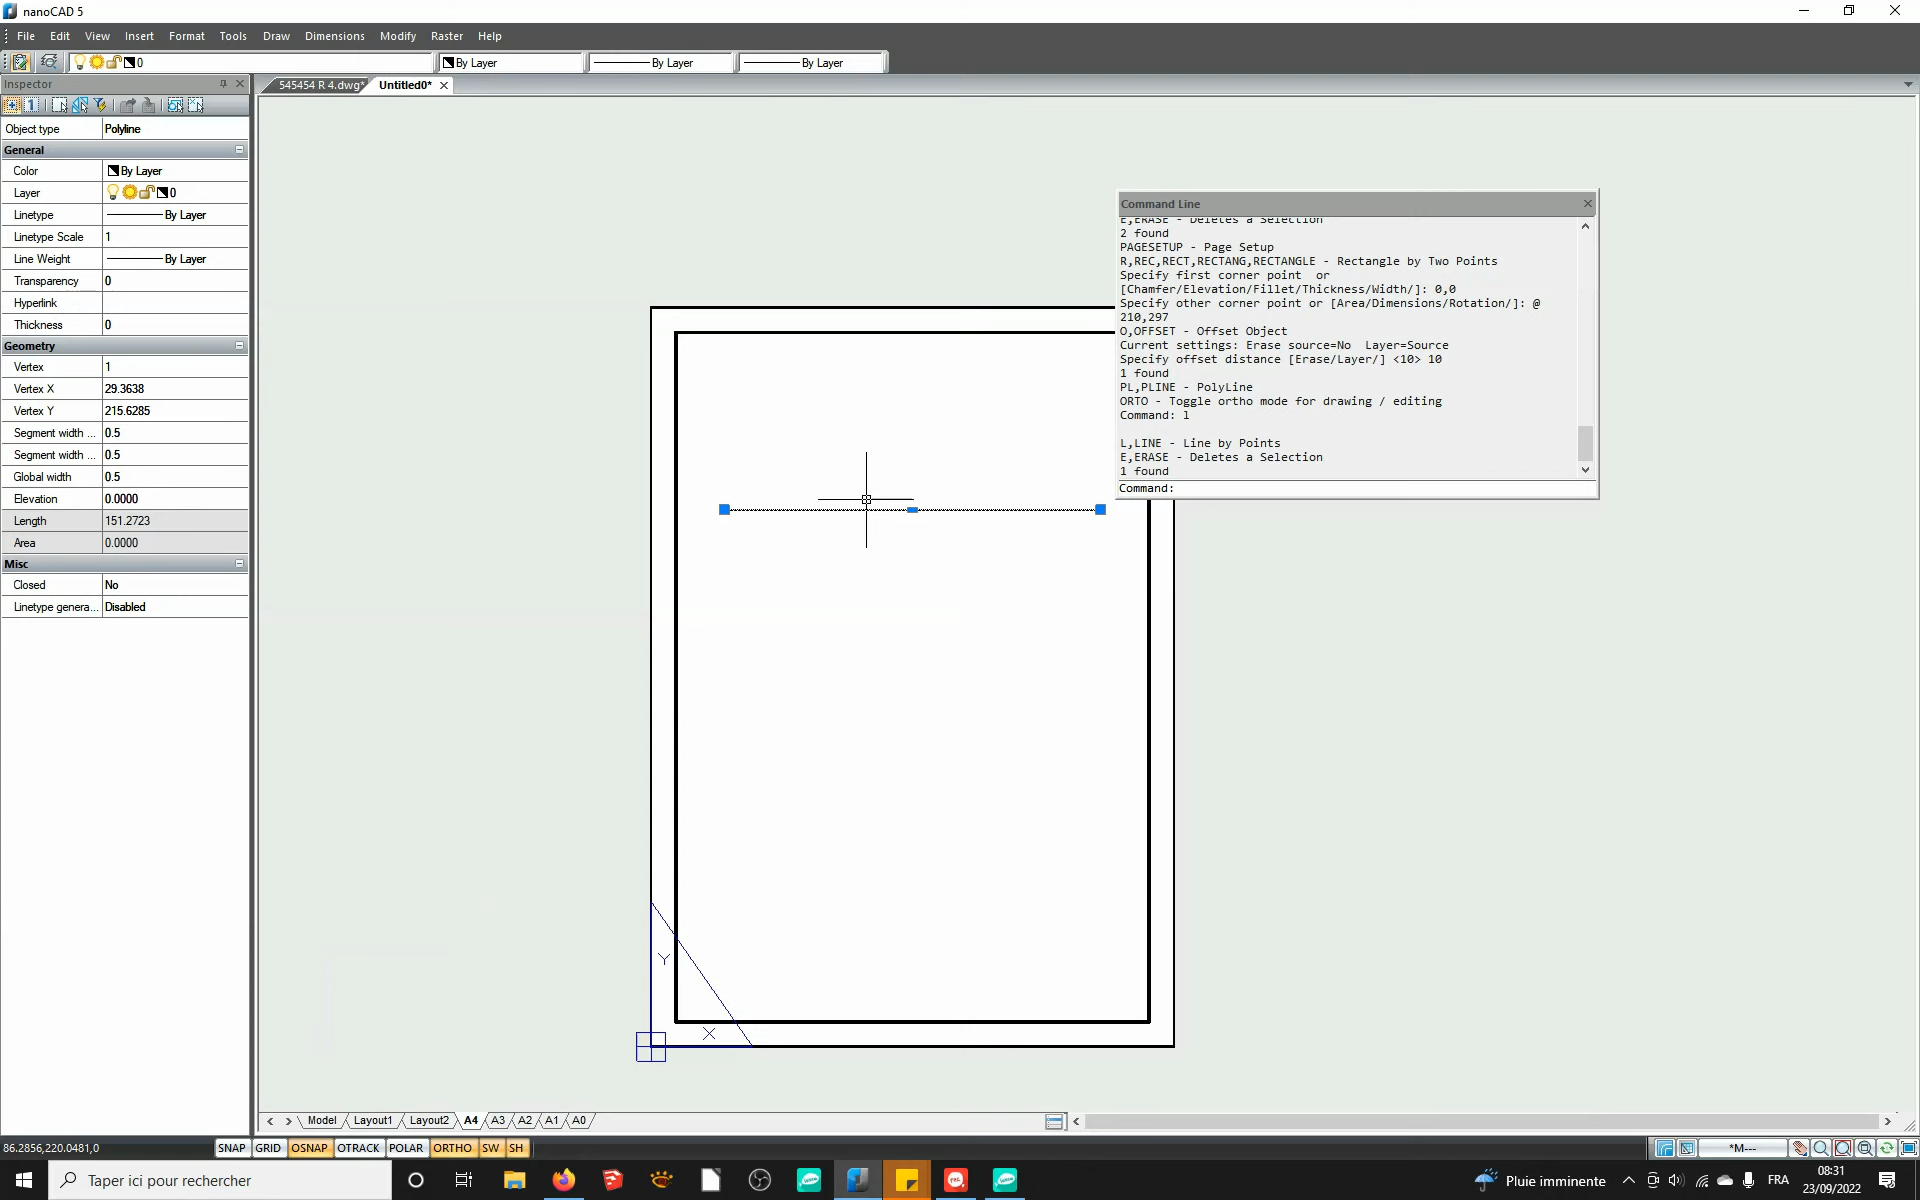 nanoCAD 5
File Edit View Insert Format Tools Draw Dimensions Modify Raster Help
0 By Layer By Layer By Layer
Inspector
545454 R 4.dwg* Untitled0*
Object type Polyline
General
Color By Layer
Layer 0
Linetype By Layer
Linetype Scale 1
Line Weight By Layer
Transparency 0
Hyperlink
Thickness 0
Geometry
Vertex 1
Vertex X 29.3638
Vertex Y 215.6285
Segment width ... 0.5
Segment width ... 0.5
Global width 0.5
Elevation 0.0000
Length 151.2723
Area 0.0000
Misc
Closed No
Linetype genera... Disabled
Command Line
E,ERASE - Deletes a Selection
2 found
PAGESETUP - Page Setup
R,REC,RECT,RECTANG,RECTANGLE - Rectangle by Two Points
Specify first corner point  or
[Chamfer/Elevation/Fillet/Thickness/Width/]: 0,0
Specify other corner point or [Area/Dimensions/Rotation/]: @
210,297
O,OFFSET - Offset Object
Current settings: Erase source=No  Layer=Source
Specify offset distance [Erase/Layer/] <10> 10
1 found
PL,PLINE - PolyLine
ORTO - Toggle ortho mode for drawing / editing
Command: l
L,LINE - Line by Points
E,ERASE - Deletes a Selection
1 found
Command:
Y
X
Model Layout1 Layout2 A4 A3 A2 A1 A0
86.2856,220.0481,0 SNAP GRID OSNAP OTRACK POLAR ORTHO SW SH *M---
Taper ici pour rechercher Pluie imminente FRA 08:31
23/09/2022